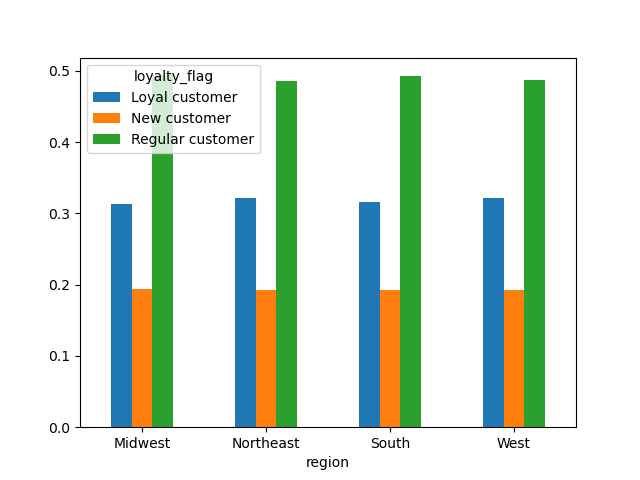 loyalty_flag
Loyal customer
New customer
Regular customer
0.5
0.4
0.3
0.2
0.1
0.0
Midwest Northeast South West
region